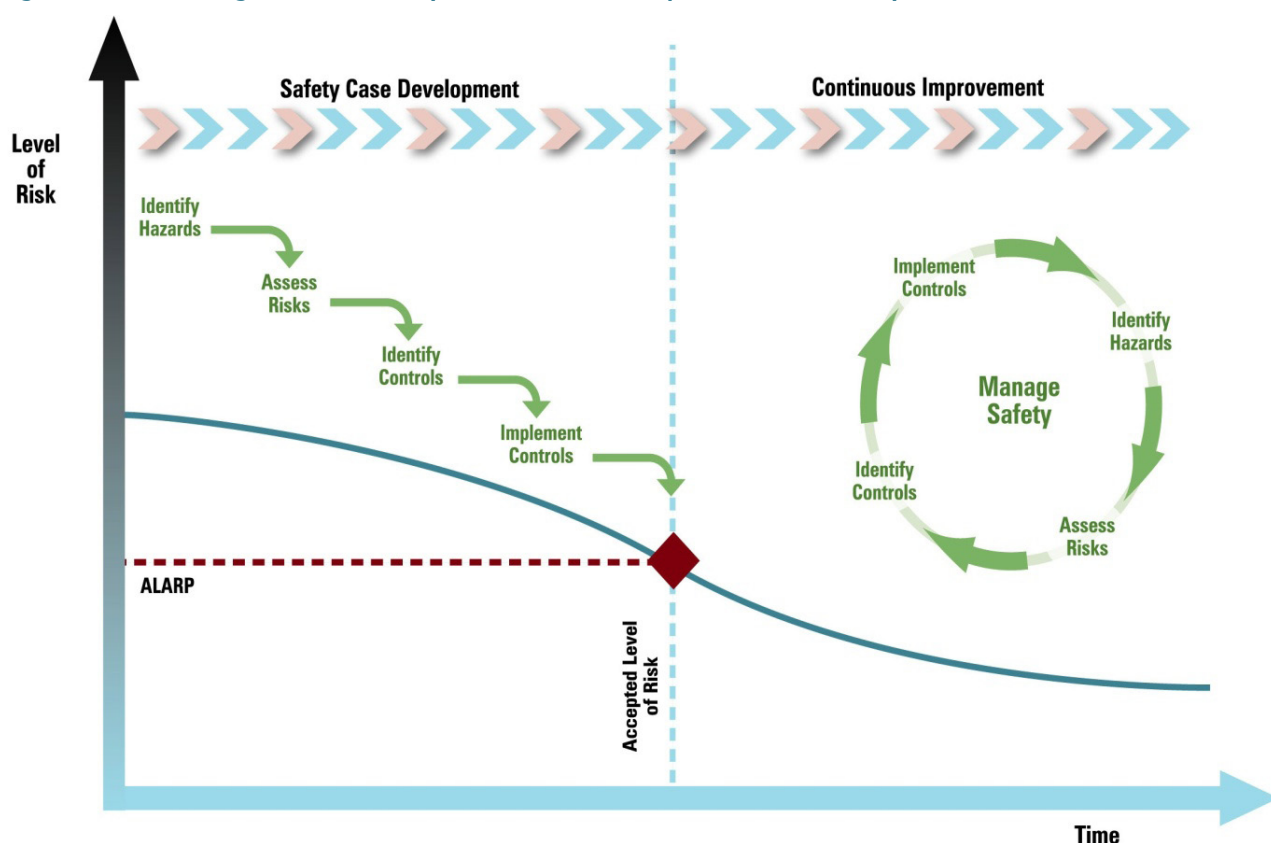 Safety Case Development
Continuous Improvement
Level
of
Risk
Identify
Hazards
Assess
Risks
Identify
Controls
Implement
Controls
Implement
Controls
Identify
Hazards
Manage
Safety
Identify
Controls
Assess
Risks
ALARP
Accepted Level
of Risk
Time